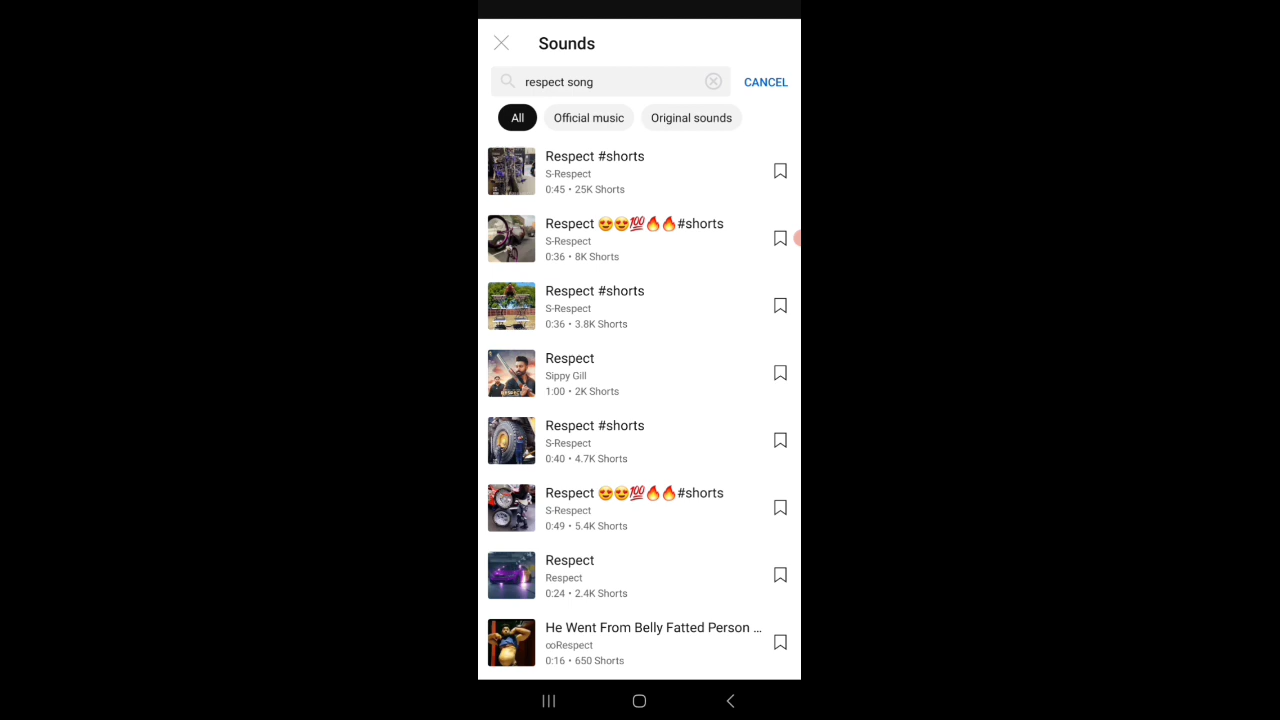 Sounds
respect song
CANCEL
All
Official music
Original sounds
Respect #shorts
S-Respect
0:45 • 25K Shorts
Respect 😍😍💯🔥🔥#shorts
S-Respect
0:36 • 8K Shorts
Respect #shorts
S-Respect
0:36 • 3.8K Shorts
Respect
Sippy Gill
1:00 • 2K Shorts
Respect #shorts
S-Respect
0:40 • 4.7K Shorts
Respect 😍😍💯🔥🔥#shorts
S-Respect
0:49 • 5.4K Shorts
Respect
Respect
0:24 • 2.4K Shorts
He Went From Belly Fatted Person ...
∞Respect
0:16 • 650 Shorts